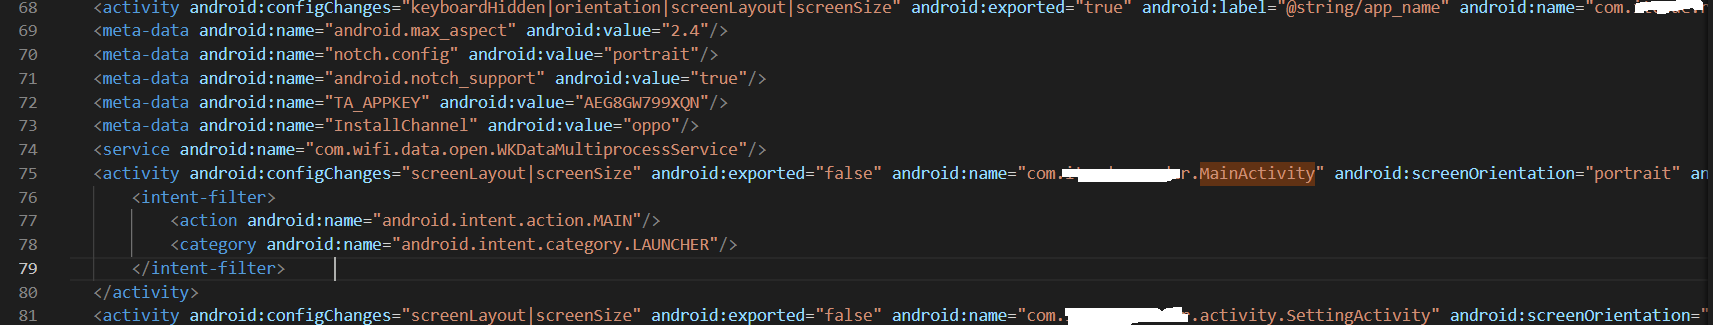 68 <activity android:configChanges="keyboardHidden|orientation|screenLayout|screenSize" android:exported="true" android:label="@string/app_name" android:name="com.
69 <meta-data android:name="android.max_aspect" android:value="2.4"/>
70 <meta-data android:name="notch.config" android:value="portrait"/>
71 <meta-data android:name="android.notch_support" android:value="true"/>
72 <meta-data android:name="TA_APPKEY" android:value="AEG8GW799XQN"/>
73 <meta-data android:name="InstallChannel" android:value="oppo"/>
74 <service android:name="com.wifi.data.open.WKDataMultiprocessService"/>
75 <activity android:configChanges="screenLayout|screenSize" android:exported="false" android:name="com. r.MainActivity" android:screenOrientation="portrait" an
76 <intent-filter>
77 <action android:name="android.intent.action.MAIN"/>
78 <category android:name="android.intent.category.LAUNCHER"/>
79 </intent-filter>
80 </activity>
81 <activity android:configChanges="screenLayout|screenSize" android:exported="false" android:name="com. r.activity.SettingActivity" android:screenOrientation="